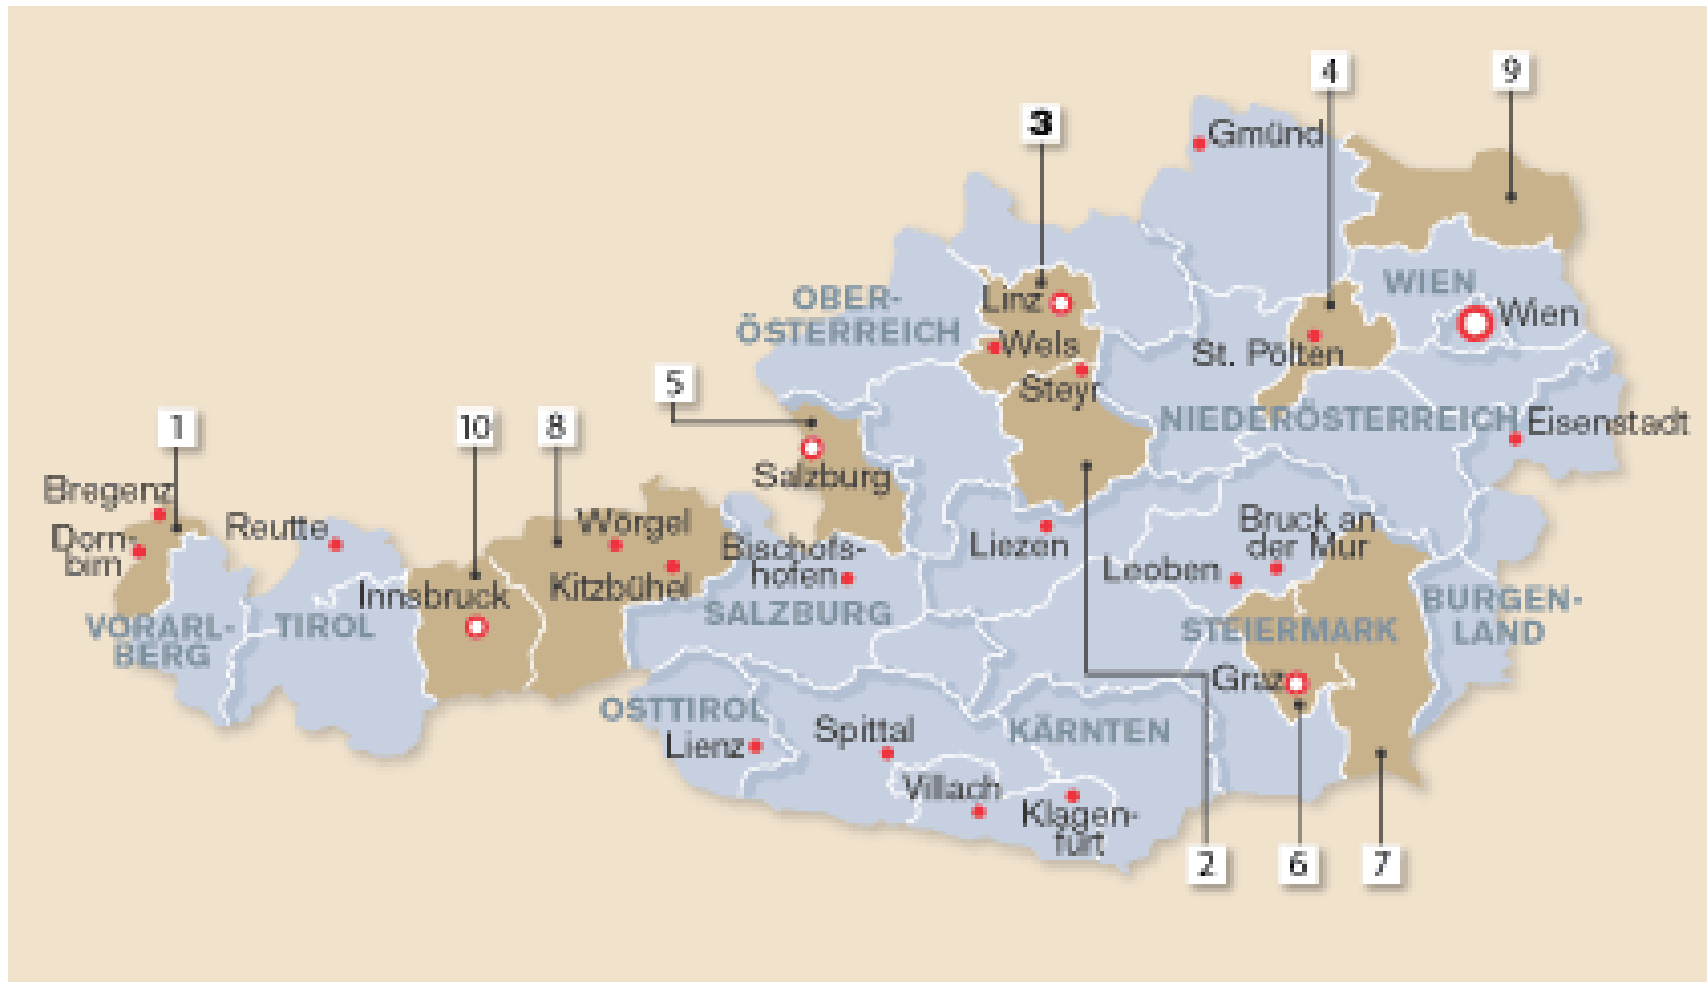 4
9
3
Gmünd
WIEN
Linz
OBER-
ÖSTERREICH
Wien
Wels
St. Pölten
5
Steyr
NIEDERÖSTERREICH
Eisenstadt
1
10
8
Salzburg
Bregenz
Reutte
Wörgl
Dorn-
birn
Liezen
Bischofs-
hofen
Bruck an
der Mur
Leoben
Innsbruck
Kitzbühel
SALZBURG
BURGEN-
LAND
VORARL-
BERG
TIROL
STEIERMARK
Graz
OSTTIROL
Lienz
Spittal
KÄRNTEN
Villach
Klagen-
furt
2
6
7